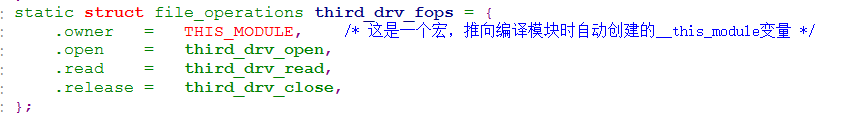 static struct file_operations third_drv_fops = {
.owner = THIS_MODULE, /* 这是一个宏，推向编译模块时自动创建的__this_module变量 */
.open = third_drv_open,
.read = third_drv_read,
.release = third_drv_close,
};